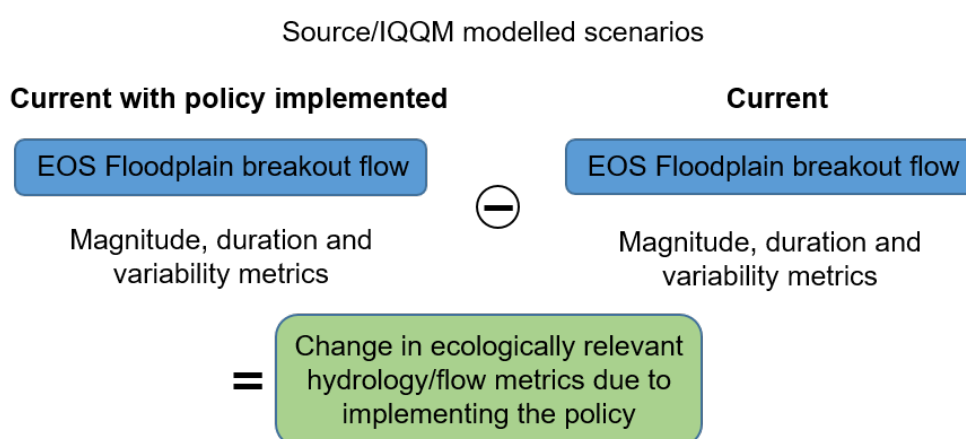 Source/IQQM modelled scenarios
Current with policy implemented
Current
EOS Floodplain breakout flow
EOS Floodplain breakout flow
−
Magnitude, duration and
variability metrics
Magnitude, duration and
variability metrics
=
Change in ecologically relevant
hydrology/flow metrics due to
implementing the policy